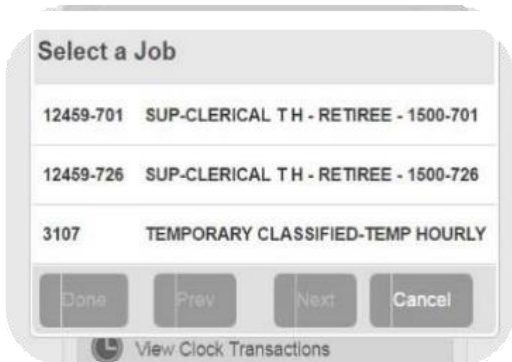 Select a Job
12459-701 SUP-CLERICAL T H - RETIREE - 1500-701
12459-726 SUP-CLERICAL T H - RETIREE - 1500-726
3107 TEMPORARY CLASSIFIED-TEMP HOURLY
Done Prev Next Cancel
View Clock Transactions